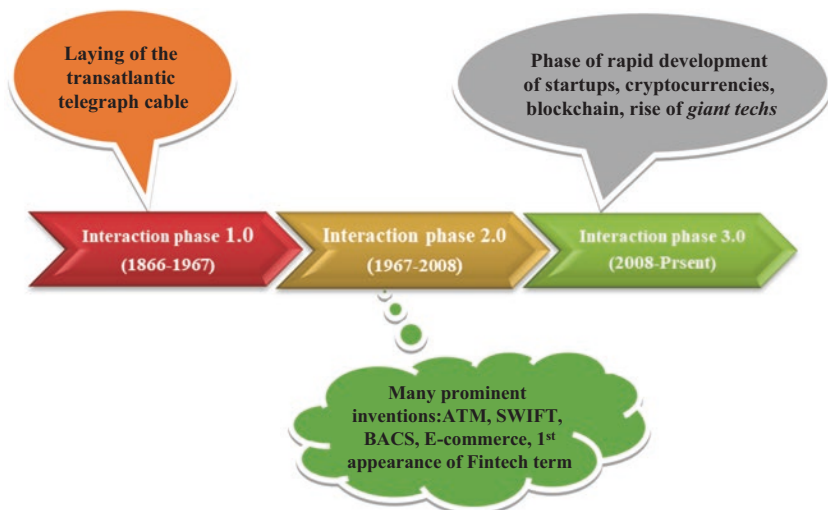 Laying of the
transatlantic
telegraph cable
Phase of rapid development
of startups, cryptocurrencies,
blockchain, rise of giant techs
Interaction phase 1.0
(1866-1967)
Interaction phase 2.0
(1967-2008)
Interaction phase 3.0
(2008-Prsent)
Many prominent
inventions:ATM, SWIFT,
BACS, E-commerce, 1st
appearance of Fintech term